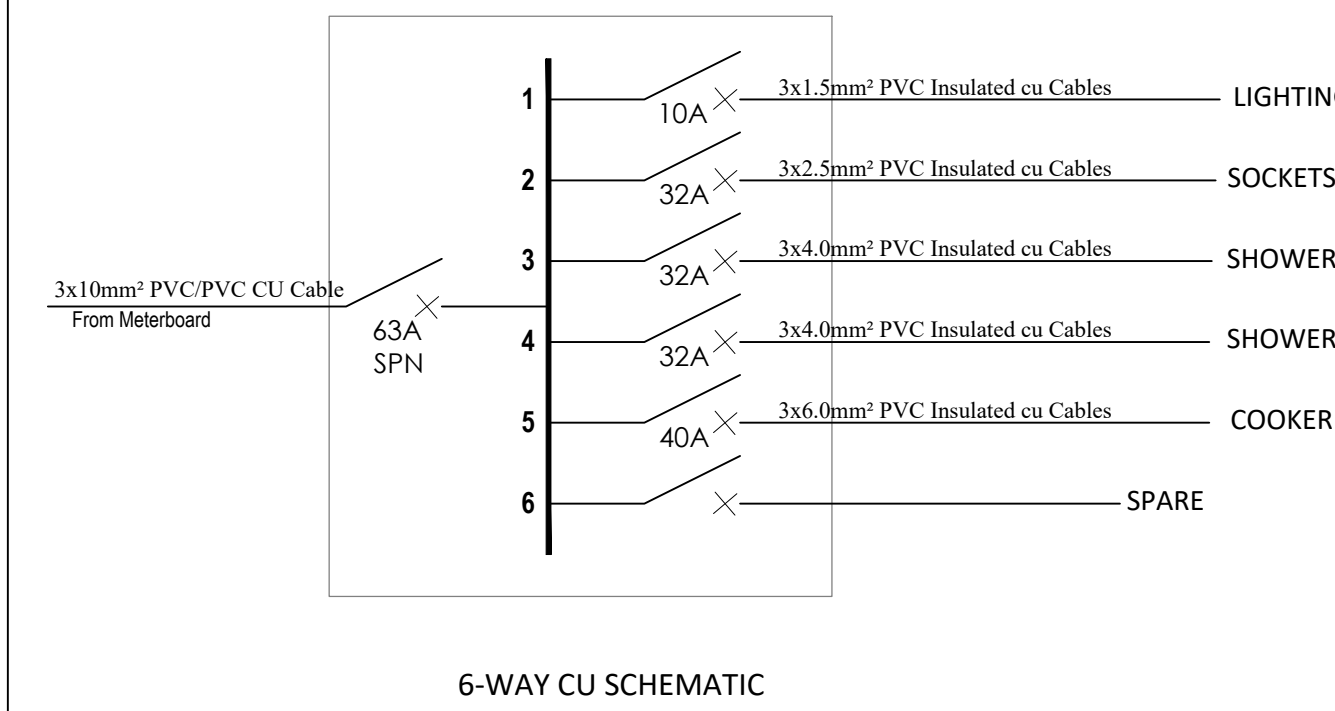 1
10A
3x1.5mm² PVC Insulated cu Cables
LIGHTIN
2
32A
3x2.5mm² PVC Insulated cu Cables
SOCKETS
3
32A
3x4.0mm² PVC Insulated cu Cables
SHOWER
3x10mm² PVC/PVC CU Cable
From Meterboard
63A
SPN
4
32A
3x4.0mm² PVC Insulated cu Cables
SHOWER
5
40A
3x6.0mm² PVC Insulated cu Cables
COOKER
6
SPARE
6-WAY CU SCHEMATIC